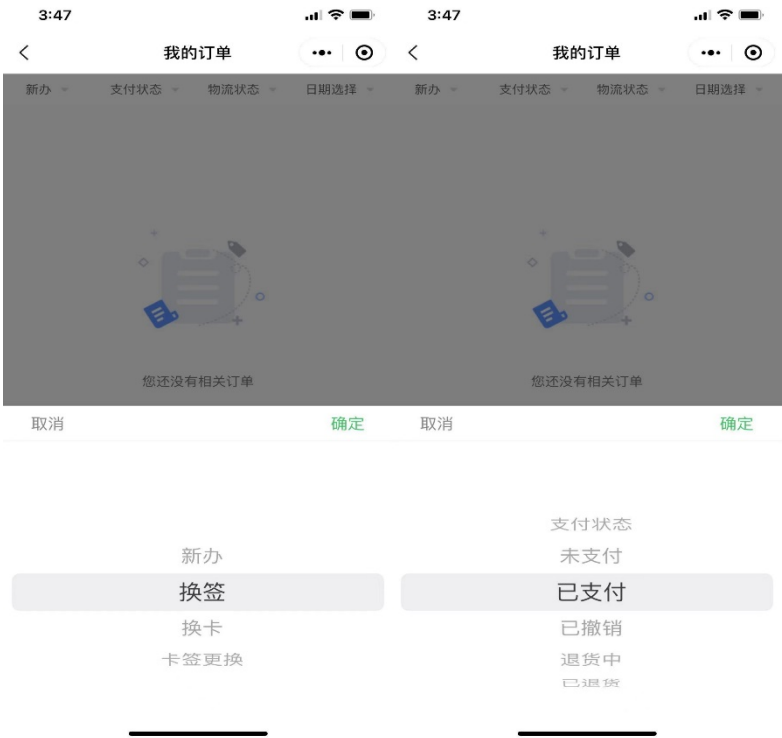 3:47
我的订单
新办 支付状态 物流状态 日期选择
您还没有相关订单
取消 确定
新办
换签
换卡
卡签更换
3:47
我的订单
新办 支付状态 物流状态 日期选择
您还没有相关订单
取消 确定
支付状态
未支付
已支付
已撤销
退货中
已退货